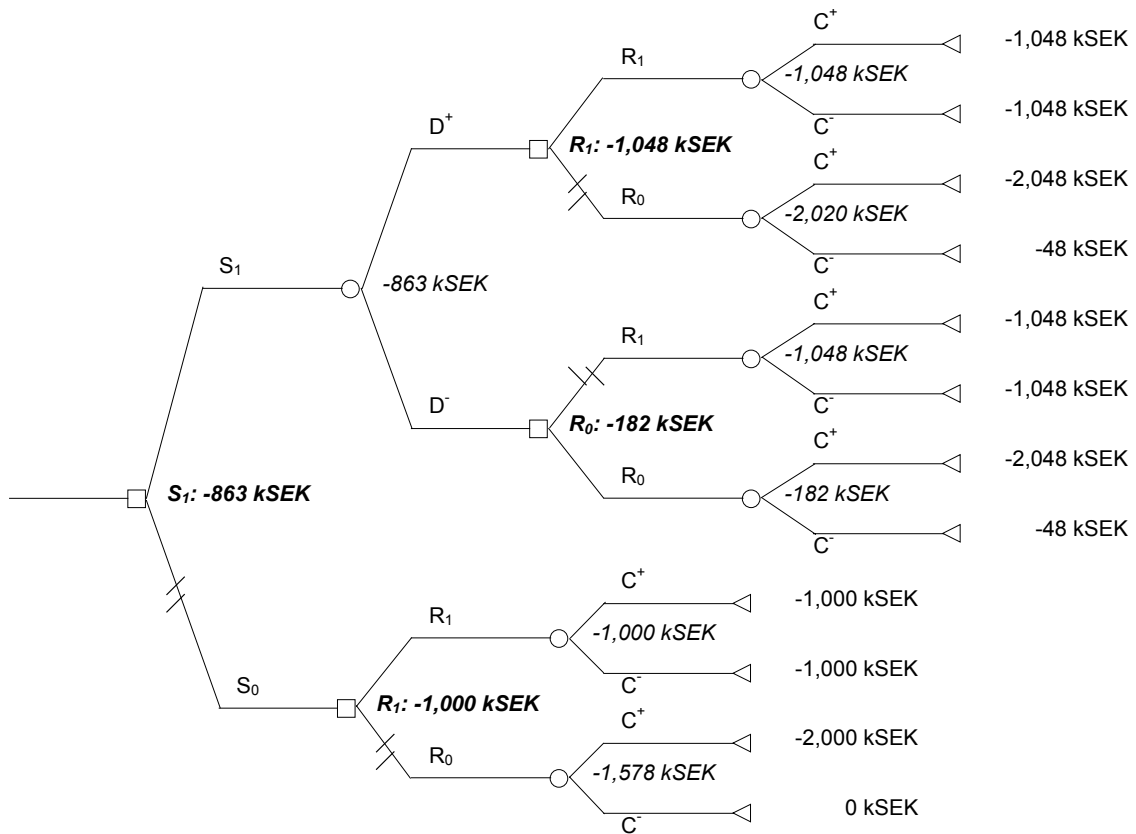 C⁺
-1,048 kSEK
R₁
-1,048 kSEK
C⁻
-1,048 kSEK
D⁺
R₁: -1,048 kSEK
C⁺
-2,048 kSEK
R₀
-2,020 kSEK
C⁻
-48 kSEK
S₁
-863 kSEK
C⁺
-1,048 kSEK
R₁
-1,048 kSEK
C⁻
-1,048 kSEK
D⁻
R₀: -182 kSEK
C⁺
-2,048 kSEK
R₀
-182 kSEK
C⁻
-48 kSEK
S₁: -863 kSEK
C⁺
-1,000 kSEK
R₁
-1,000 kSEK
C⁻
-1,000 kSEK
S₀
R₁: -1,000 kSEK
C⁺
-2,000 kSEK
R₀
-1,578 kSEK
C⁻
0 kSEK